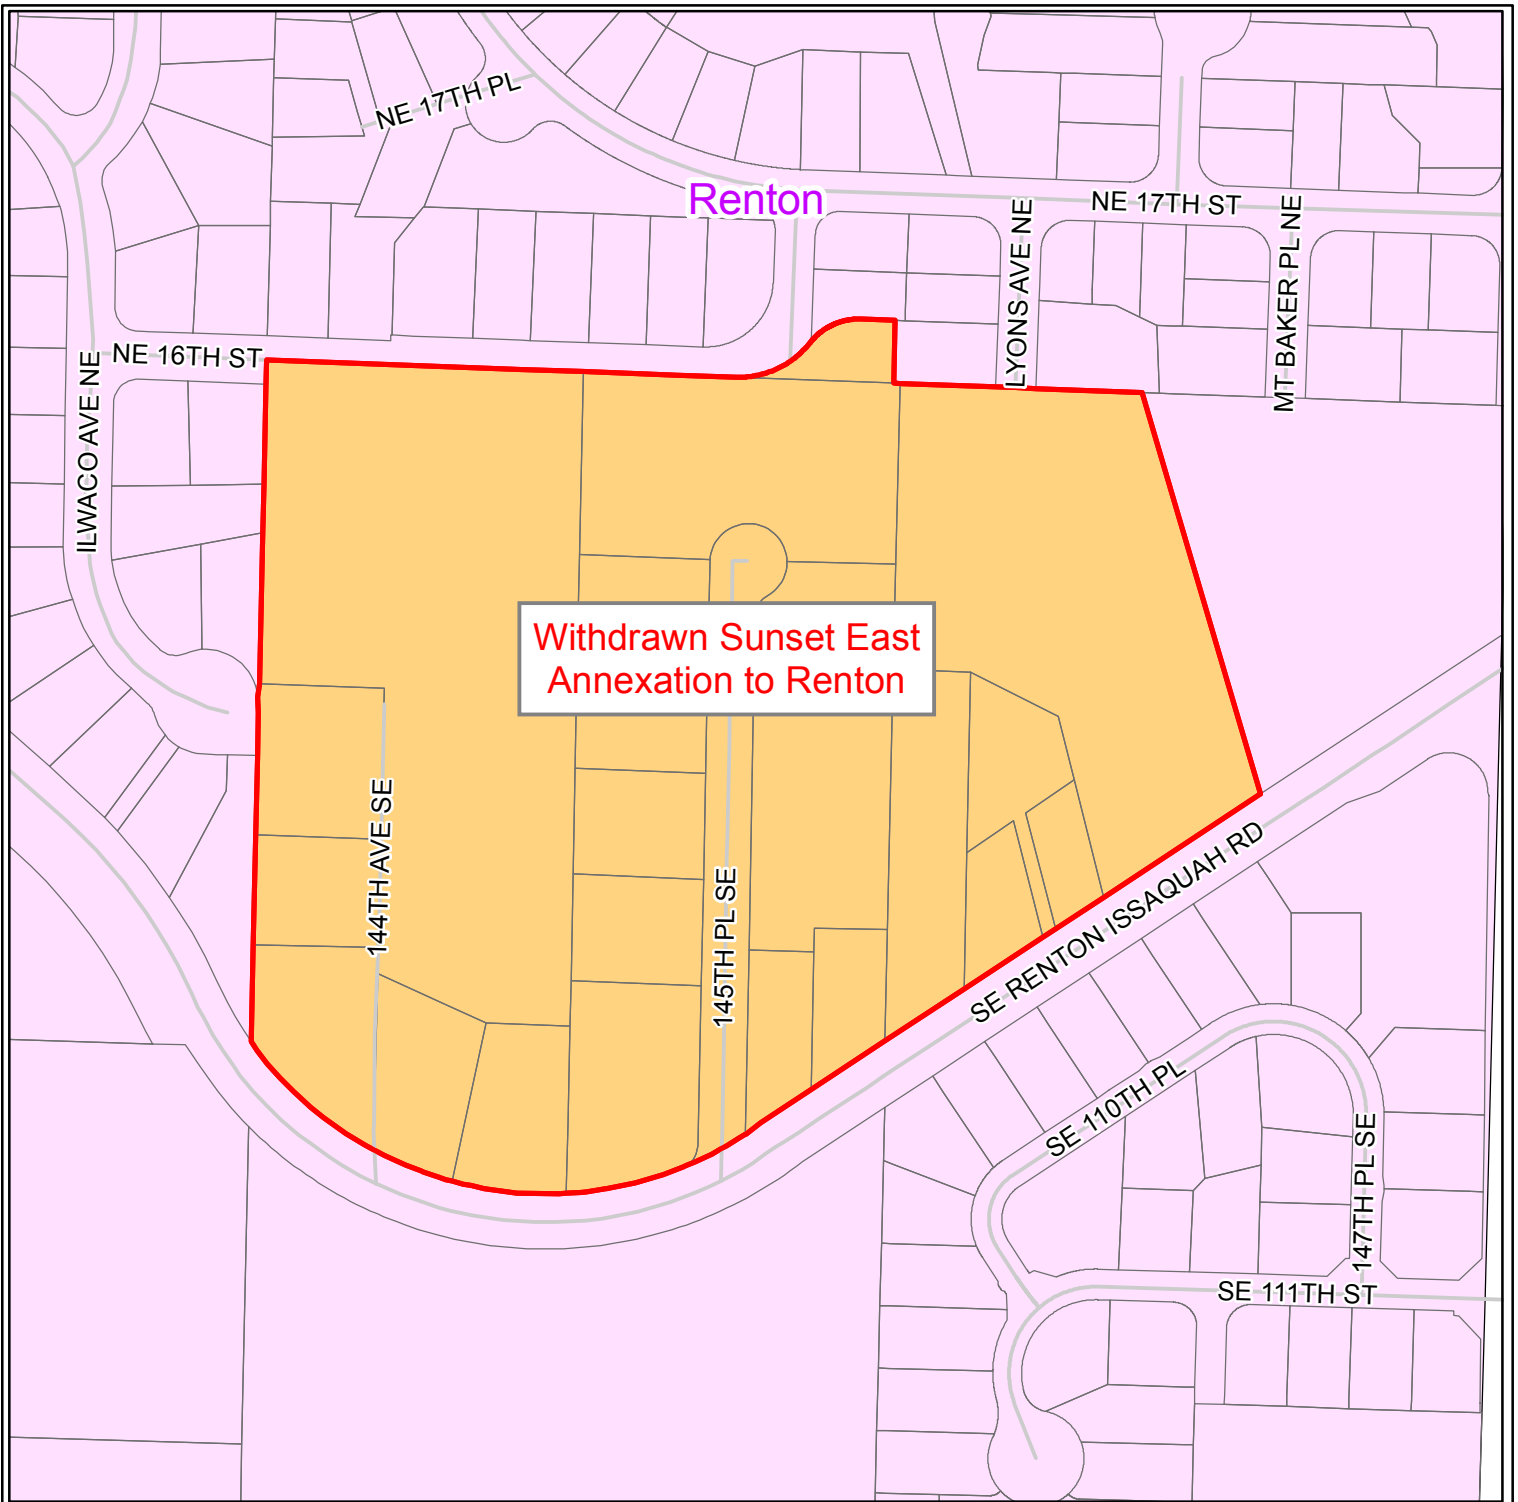 NE 17TH PL
Renton
NE 17TH ST
LYONS AVE NE
MT BAKER PL NE
NE 16TH ST
ILWACO AVE NE
Withdrawn Sunset East
Annexation to Renton
144TH AVE SE
145TH PL SE
SE RENTON ISSAQUAH RD
SE 110TH PL
147TH PL SE
SE 111TH ST